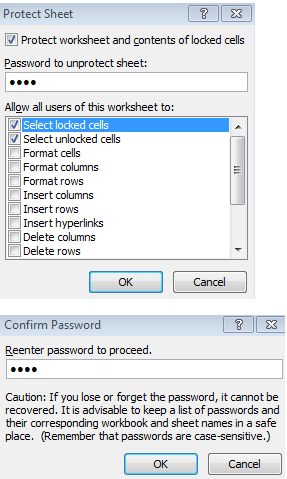 Protect Sheet
Protect worksheet and contents of locked cells
Password to unprotect sheet:
••••
Allow all users of this worksheet to:
Select locked cells
Select unlocked cells
Format cells
Format columns
Format rows
Insert columns
Insert rows
Insert hyperlinks
Delete columns
Delete rows
OK Cancel
Confirm Password
Reenter password to proceed.
••••
Caution: If you lose or forget the password, it cannot be
recovered. It is advisable to keep a list of passwords and
their corresponding workbook and sheet names in a safe
place. (Remember that passwords are case-sensitive.)
OK Cancel